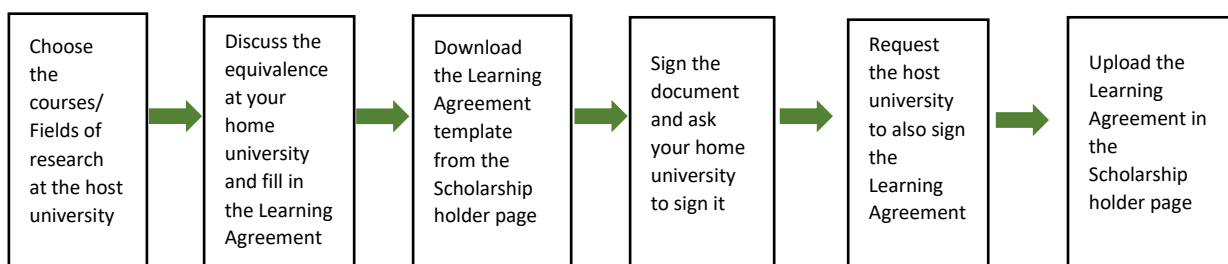 Choose
the
courses/
Fields of
research
at the host
university
Discuss the
equivalence
at your
home
university
and fill in
the Learning
Agreement
Download
the Learning
Agreement
template
from the
Scholarship
holder page
Sign the
document
and ask
your home
university
to sign it
Request
the host
university
to also sign
the
Learning
Agreement
Upload the
Learning
Agreement in
the
Scholarship
holder page